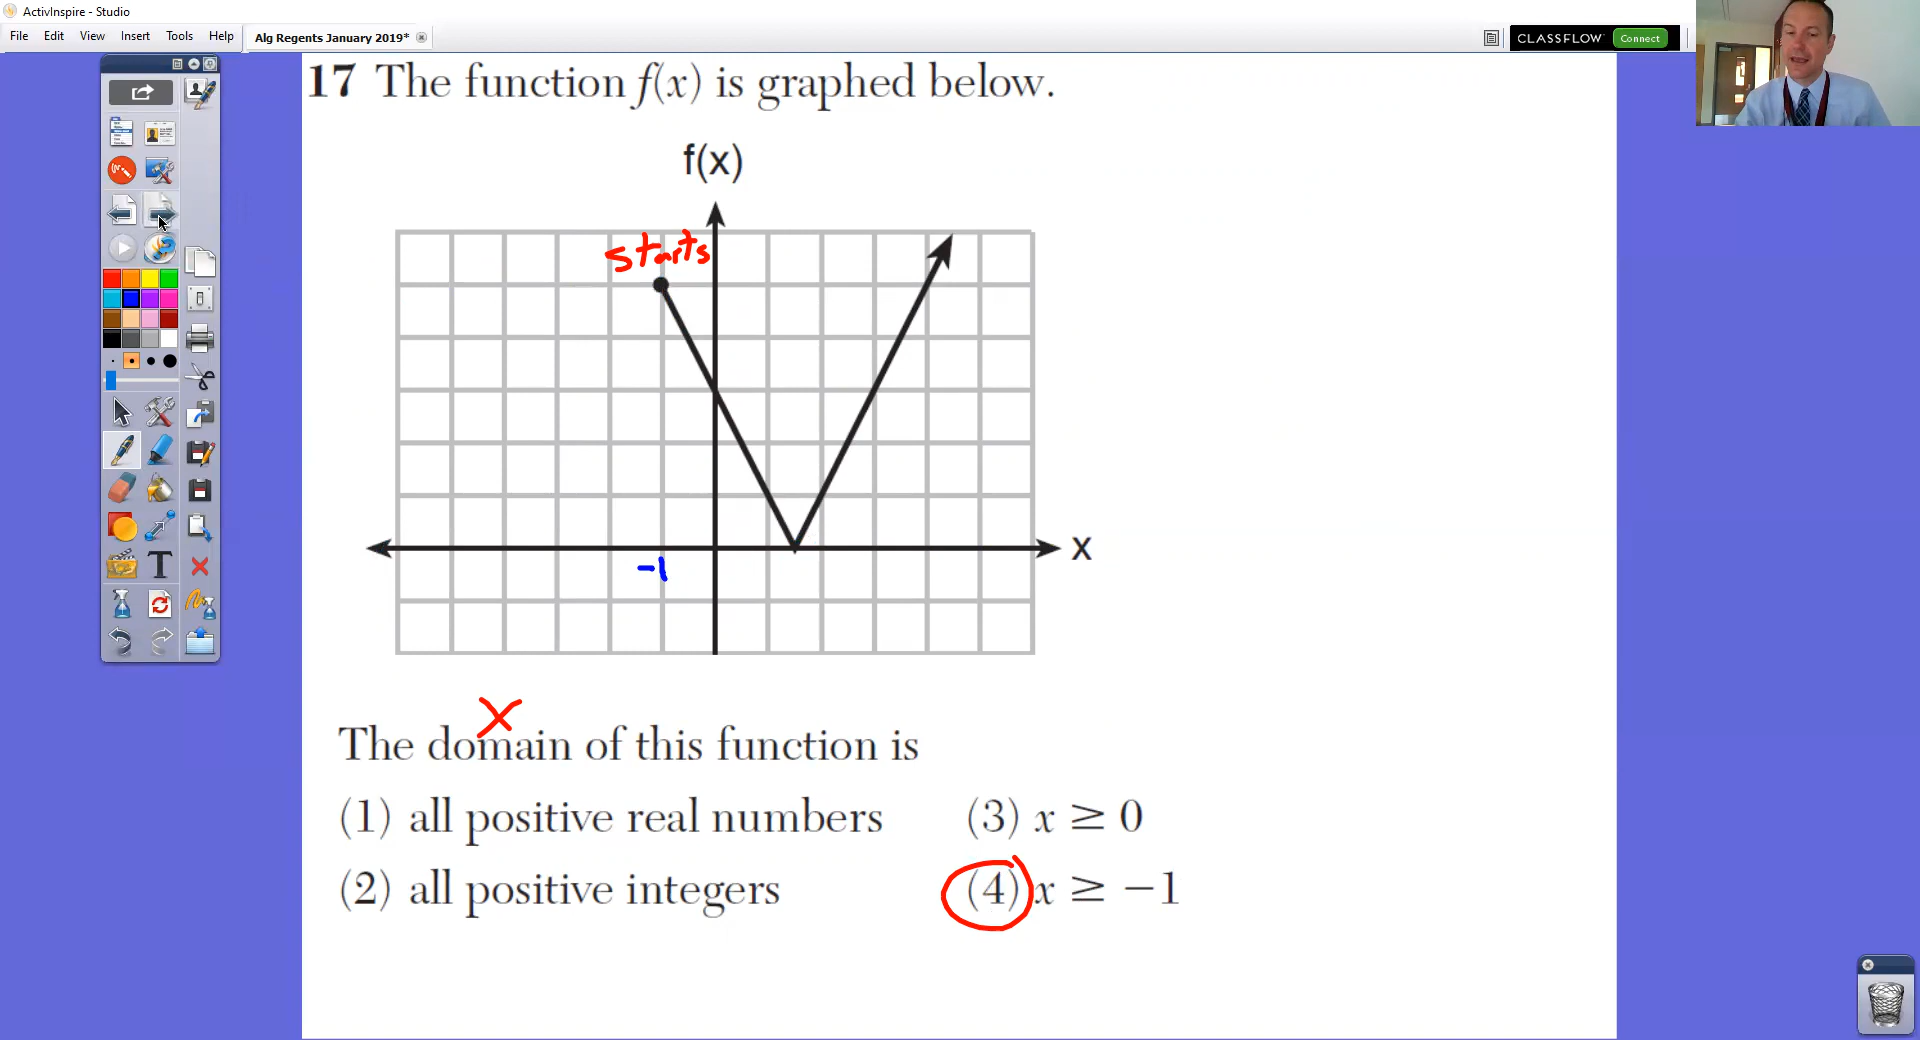 ActivInspire - Studio
File Edit View Insert Tools Help
Alg Regents January 2019*
CLASSFLOW Connect
17 The function f(x) is graphed below.
f(x)
starts
x
-1
X
The domain of this function is
(1) all positive real numbers
(3) x ≥ 0
(2) all positive integers
(4) x ≥ −1
T